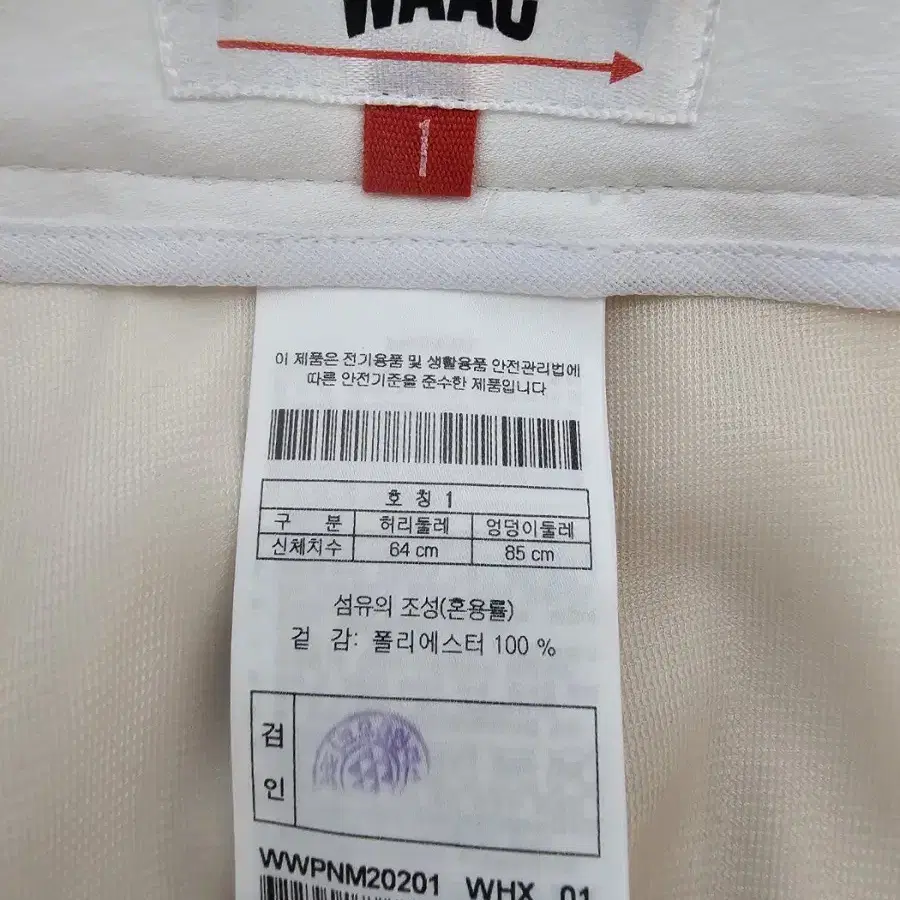 WAAC
1
이 제품은 전기용품 및 생활용품 안전관리법에
따른 안전기준을 준수한 제품입니다
호 칭 1
구 분 허리둘레 엉덩이둘레
신체치수 64 cm 85 cm
섬유의 조성(혼용률)
겉 감: 폴리에스터 100 %
검
인
WWPNM20201 WHX 01